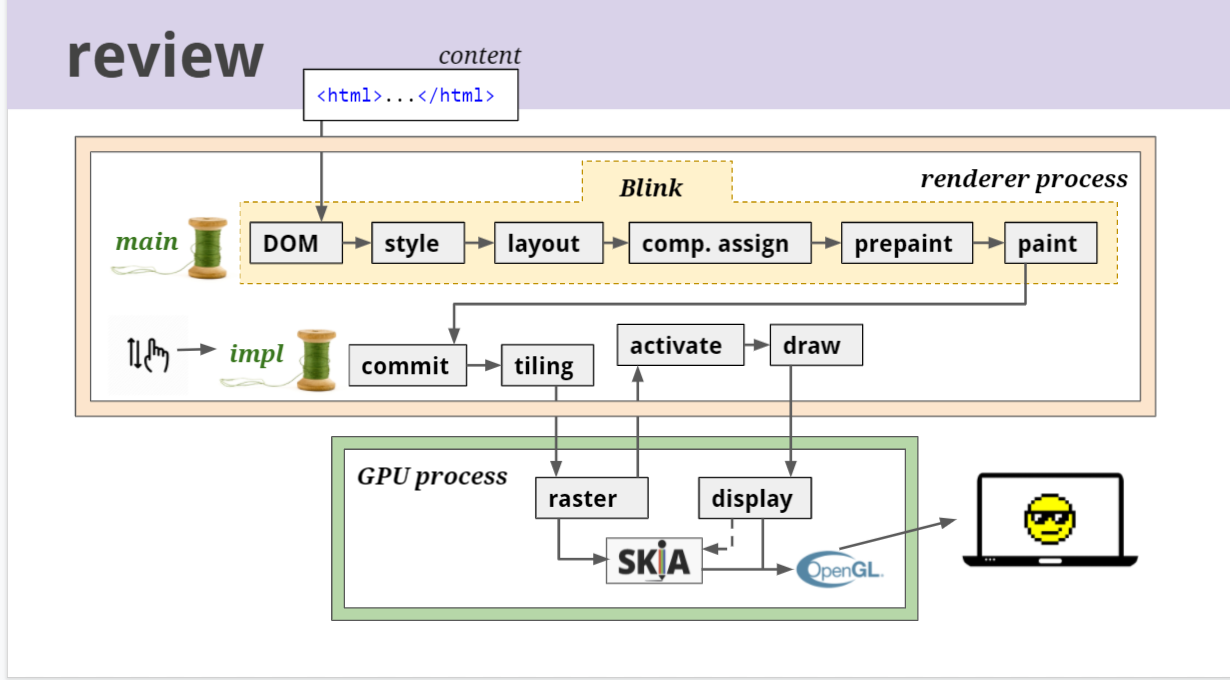 review
content
<html>...</html>
Blink
renderer process
main
DOM
style
layout
comp. assign
prepaint
paint
impl
commit
tiling
activate
draw
GPU process
raster
display
SKiA
OpenGL.